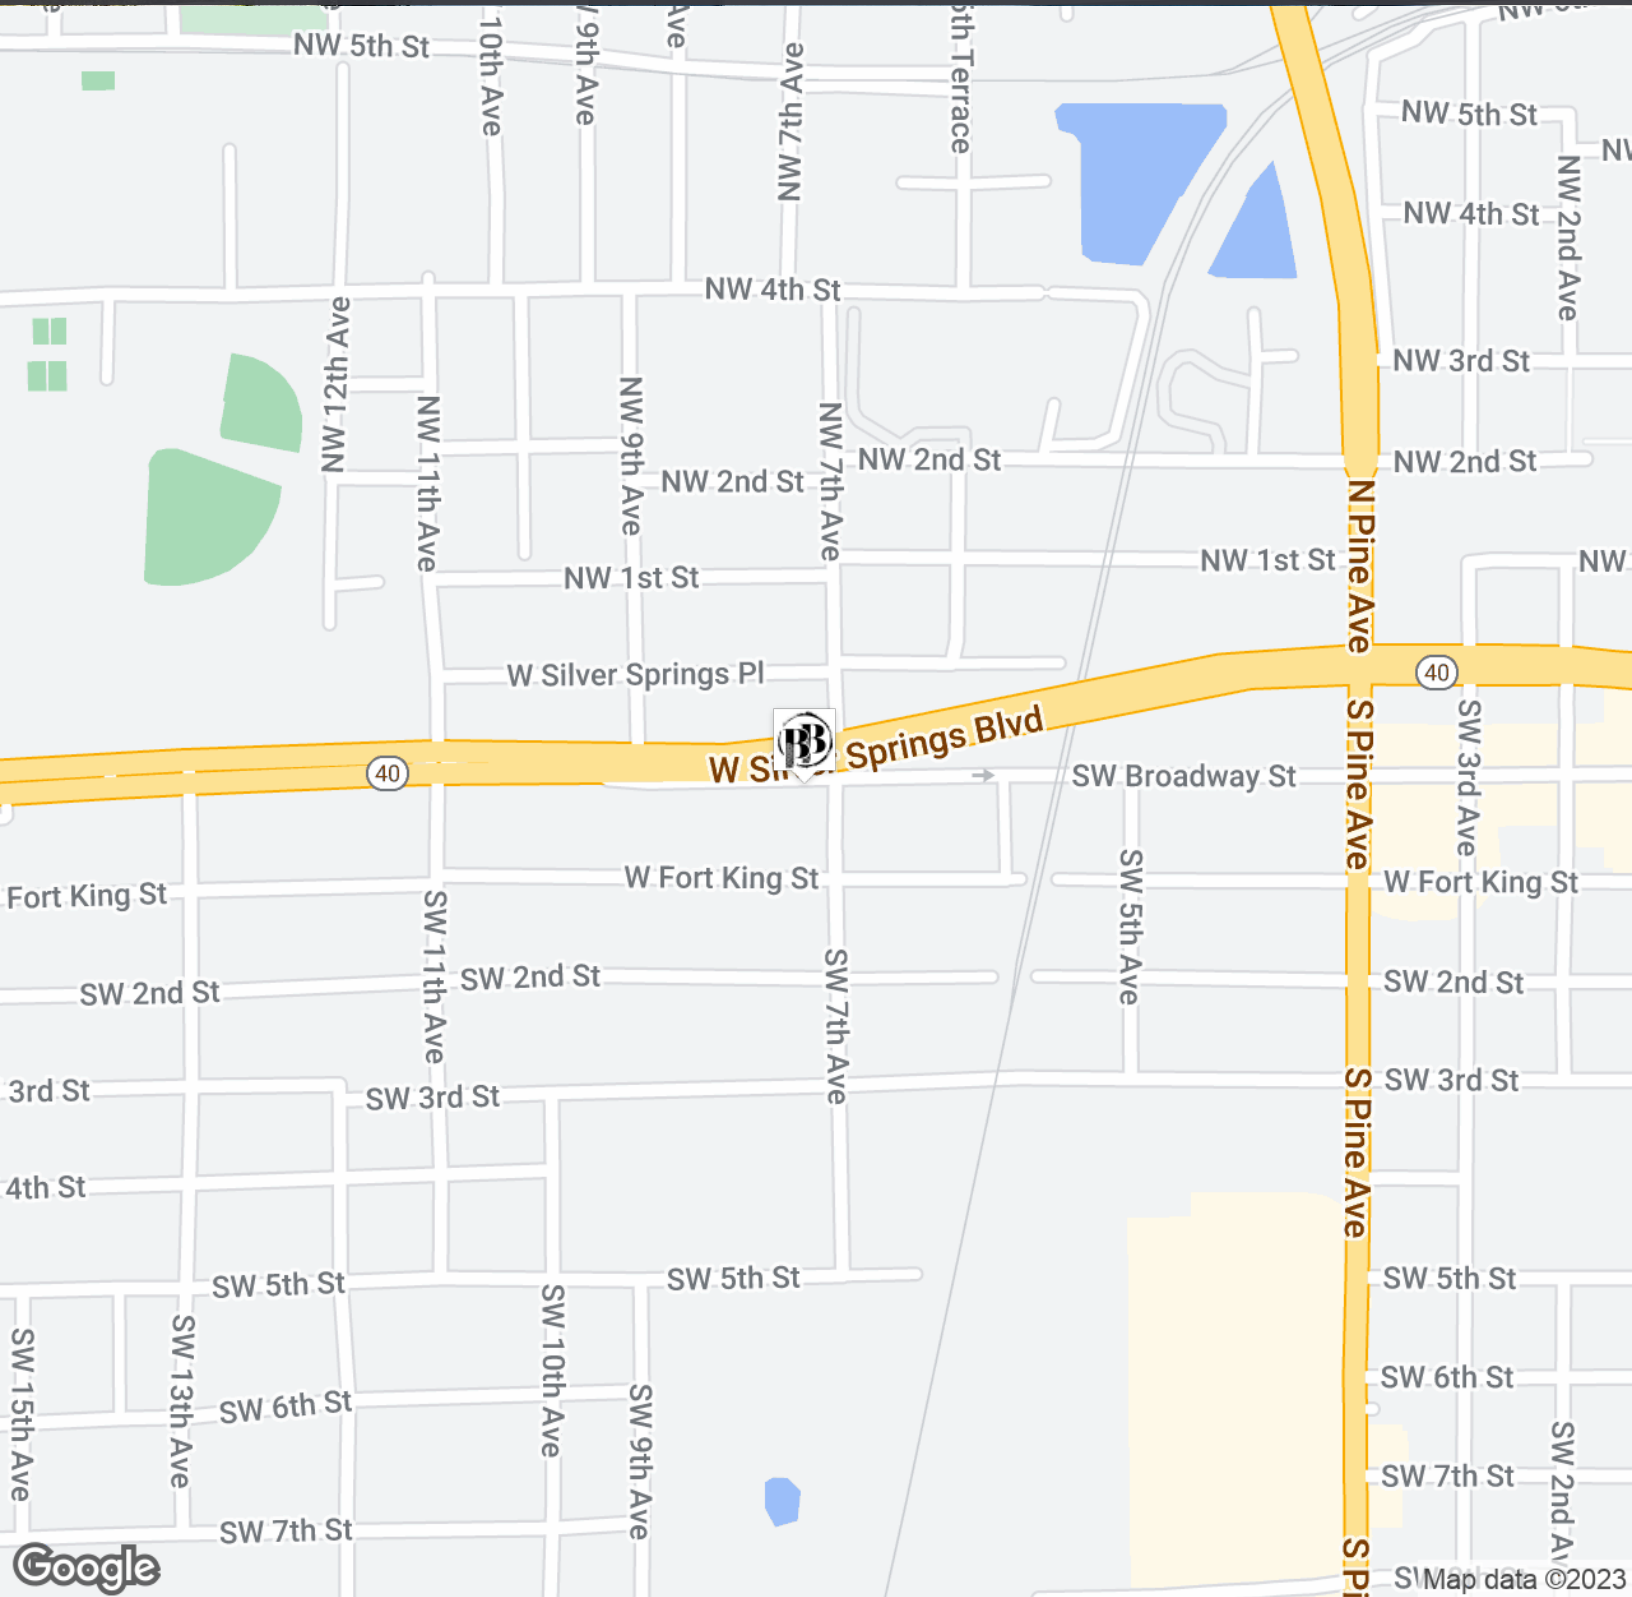 NW 5th St
10th Ave
9th Ave
Ave
NW 7th Ave
5th Terrace
NW 5th St
NW 4th St
NW 2nd Ave
NW 4th St
NW 12th Ave
NW 3rd St
NW 11th Ave
NW 9th Ave
NW 7th Ave
NW 2nd St
NW 2nd St
NW 2nd St
N Pine Ave
NW 1st St
NW 1st St
NW
W Silver Springs Pl
40
BB
W Silver Springs Blvd
40
SW Broadway St
S Pine Ave
SW 3rd Ave
Fort King St
W Fort King St
SW 5th Ave
W Fort King St
SW 11th Ave
SW 2nd St
SW 2nd St
SW 7th Ave
SW 2nd St
3rd St
SW 3rd St
S Pine Ave
SW 3rd St
4th St
SW 5th St
SW 5th St
SW 5th St
SW 15th Ave
SW 13th Ave
SW 10th Ave
SW 9th Ave
SW 6th St
SW 6th St
SW 7th St
SW 2nd Av
SW 7th St
S Pi
Google
Map data ©2023